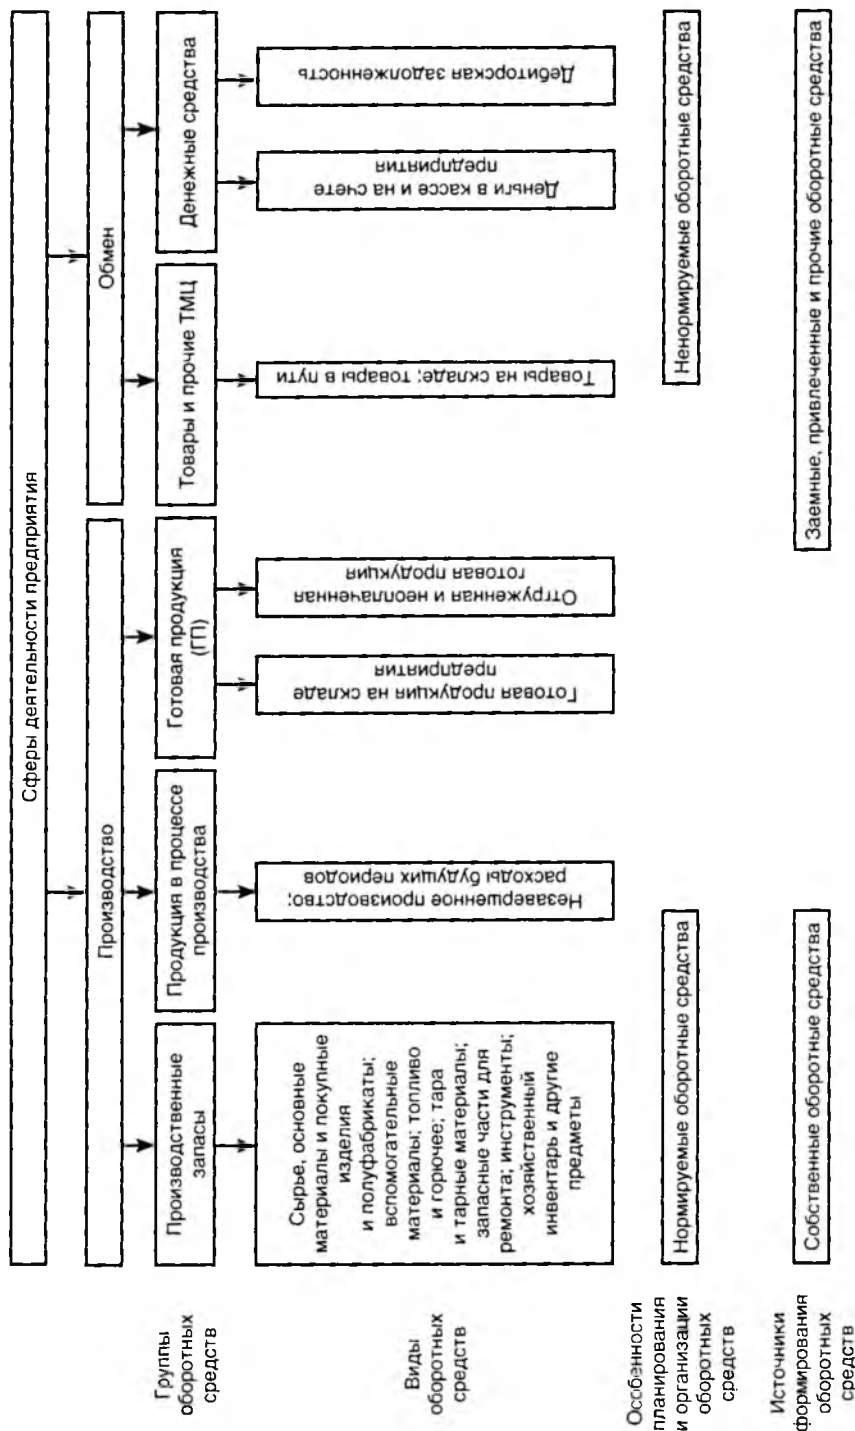 Сферы деятельности предприятия
Производство
Обмен
Группы
оборотных
средств
Производственные
запасы
Продукция в процессе
производства
Готовая продукция
(ГП)
Товары и прочие ТМЦ
Денежные средства
Виды
оборотных
средств
Сырье, основные
материалы и покупные
изделия
и полуфабрикаты;
вспомогательные
материалы; топливо
и горючее; тара
и тарные материалы;
запасные части для
ремонта; инструменты;
хозяйственный
инвентарь и другие
предметы
Незавершенное производство;
расходы будущих периодов
Готовая продукция на складе
предприятия
Отгруженная и неоплаченная
готовая продукция
Товары на складе; товары в пути
Деньги в кассе и на счете
предприятия
Дебиторская задолженность
Особенности
планирования
и организации
оборотных
средств
Нормируемые оборотные средства
Ненормируемые оборотные средства
Источники
формирования
оборотных
средств
Собственные оборотные средства
Заемные, привлеченные и прочие оборотные средства